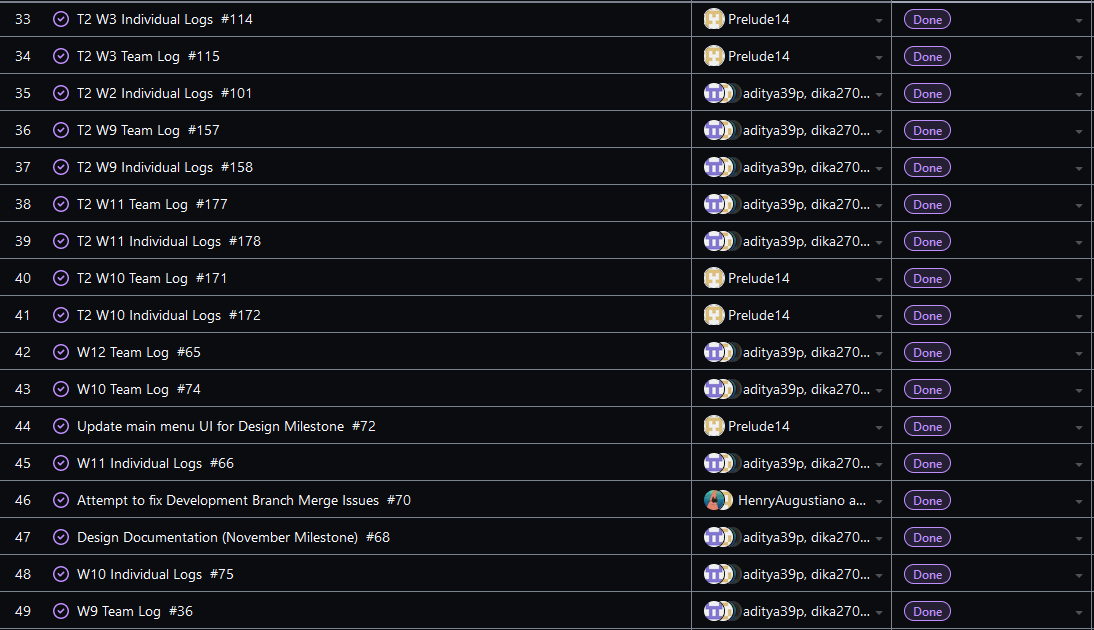 33 T2 W3 Individual Logs #114 Prelude14 Done
34 T2 W3 Team Log #115 Prelude14 Done
35 T2 W2 Individual Logs #101 aditya39p, dika270... Done
36 T2 W9 Team Log #157 aditya39p, dika270... Done
37 T2 W9 Individual Logs #158 aditya39p, dika270... Done
38 T2 W11 Team Log #177 aditya39p, dika270... Done
39 T2 W11 Individual Logs #178 aditya39p, dika270... Done
40 T2 W10 Team Log #171 Prelude14 Done
41 T2 W10 Individual Logs #172 Prelude14 Done
42 W12 Team Log #65 aditya39p, dika270... Done
43 W10 Team Log #74 aditya39p, dika270... Done
44 Update main menu UI for Design Milestone #72 Prelude14 Done
45 W11 Individual Logs #66 aditya39p, dika270... Done
46 Attempt to fix Development Branch Merge Issues #70 HenryAugustiano a... Done
47 Design Documentation (November Milestone) #68 aditya39p, dika270... Done
48 W10 Individual Logs #75 aditya39p, dika270... Done
49 W9 Team Log #36 aditya39p, dika270... Done